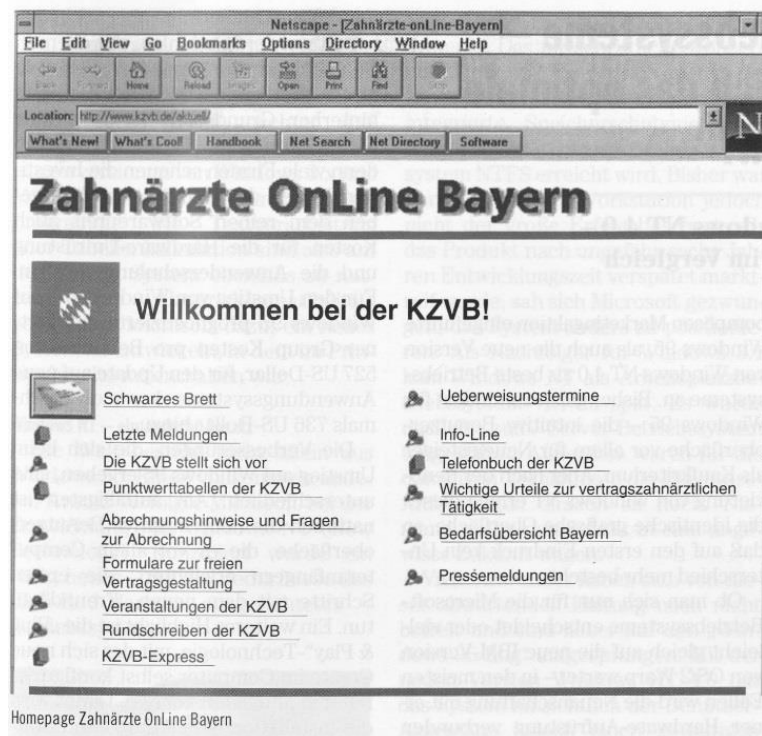 Netscape - [Zahnärzte-onLine-Bayern]
File Edit View Go Bookmarks Options Directory Window Help
Back Forward Home Reload Images Open Print Find Stop
Location: http://www.kzvb.de/aktuell/
What's New! What's Cool! Handbook Net Search Net Directory Software
N
Zahnärzte OnLine Bayern
Willkommen bei der KZVB!
Schwarzes Brett
Letzte Meldungen
Die KZVB stellt sich vor
Punktwerttabellen der KZVB
Abrechnungshinweise und Fragen
zur Abrechnung
Formulare zur freien
Vertragsgestaltung
Veranstaltungen der KZVB
Rundschreiben der KZVB
KZVB-Express
Ueberweisungstermine
Info-Line
Telefonbuch der KZVB
Wichtige Urteile zur vertragszahnärztlichen
Tätigkeit
Bedarfsübersicht Bayern
Pressemeldungen
Homepage Zahnärzte OnLine Bayern